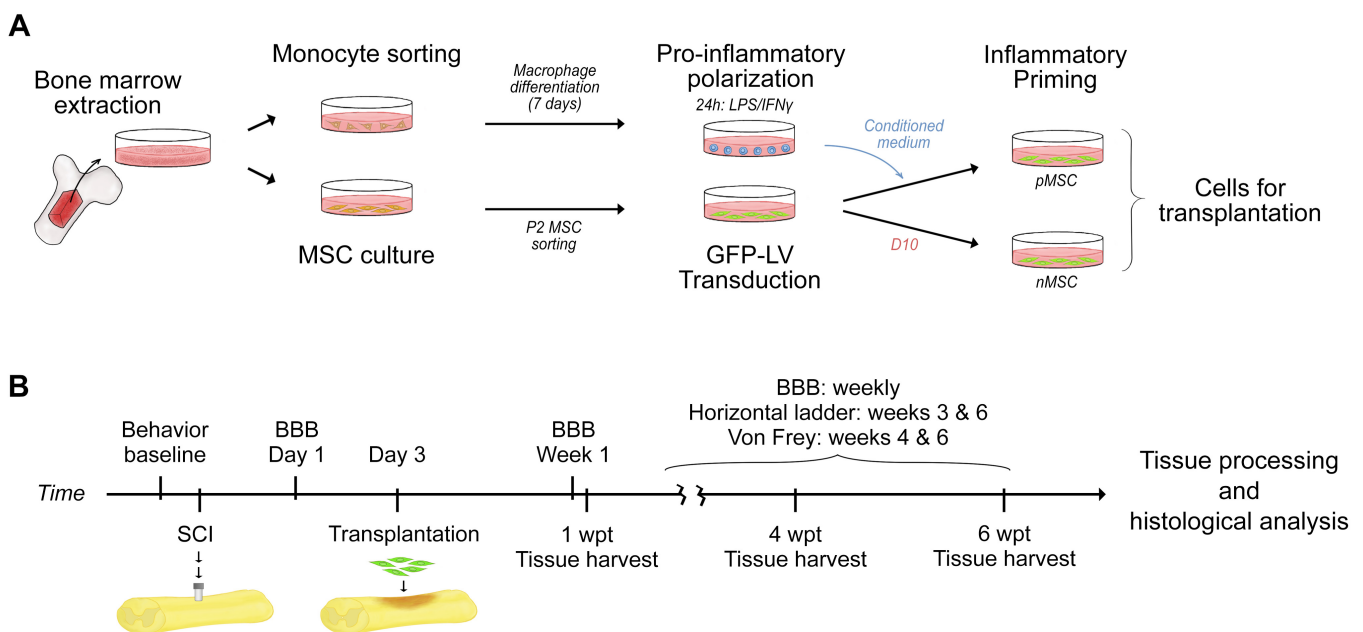 A
Bone marrow
extraction
Monocyte sorting
MSC culture
Macrophage
differentiation
(7 days)
P2 MSC
sorting
Pro-inflammatory
polarization
24h: LPS/IFNγ
GFP-LV
Transduction
Conditioned
medium
D10
Inflammatory
Priming
pMSC
nMSC
Cells for
transplantation
B
Time
Behavior
baseline
SCI
BBB
Day 1
Day 3
Transplantation
BBB
Week 1
1 wpt
Tissue harvest
BBB: weekly
Horizontal ladder: weeks 3 & 6
Von Frey: weeks 4 & 6
4 wpt
Tissue harvest
6 wpt
Tissue harvest
Tissue processing
and
histological analysis